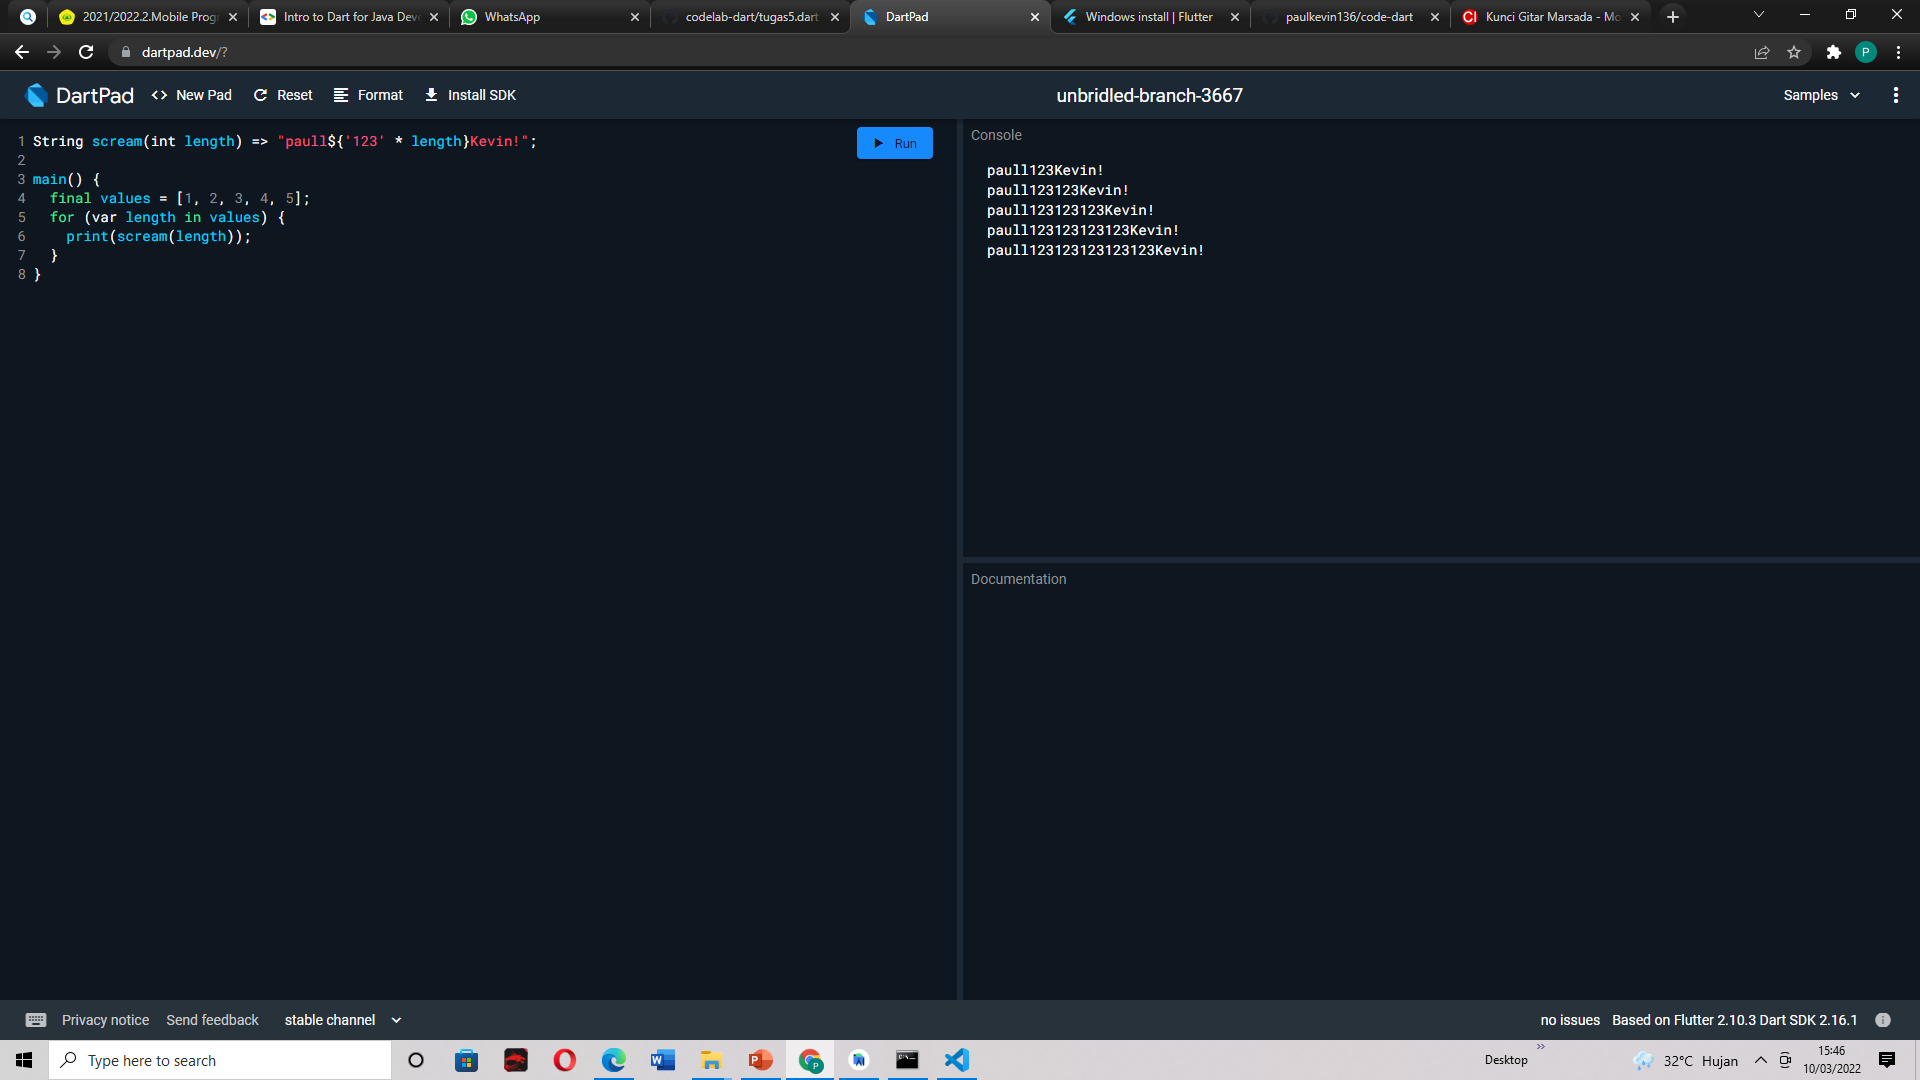 2021/2022.2.Mobile Progr
Intro to Dart for Java Deve
WhatsApp
codelab-dart/tugas5.dart
DartPad
Windows install | Flutter
paulkevin136/code-dart
CI
Kunci Gitar Marsada - Mo
dartpad.dev/?
P
DartPad
<> New Pad
Reset
Format
Install SDK
unbridled-branch-3667
Samples
1 String scream(int length) => "paull${'123' * length}Kevin!";
2
3 main() {
4   final values = [1, 2, 3, 4, 5];
5   for (var length in values) {
6     print(scream(length));
7   }
8 }
Run
Console
paull123Kevin!
paull123123Kevin!
paull123123123Kevin!
paull123123123123Kevin!
paull123123123123123Kevin!
Documentation
Privacy notice
Send feedback
stable channel
no issues
Based on Flutter 2.10.3 Dart SDK 2.16.1
Type here to search
Desktop
32°C Hujan
15:46
10/03/2022